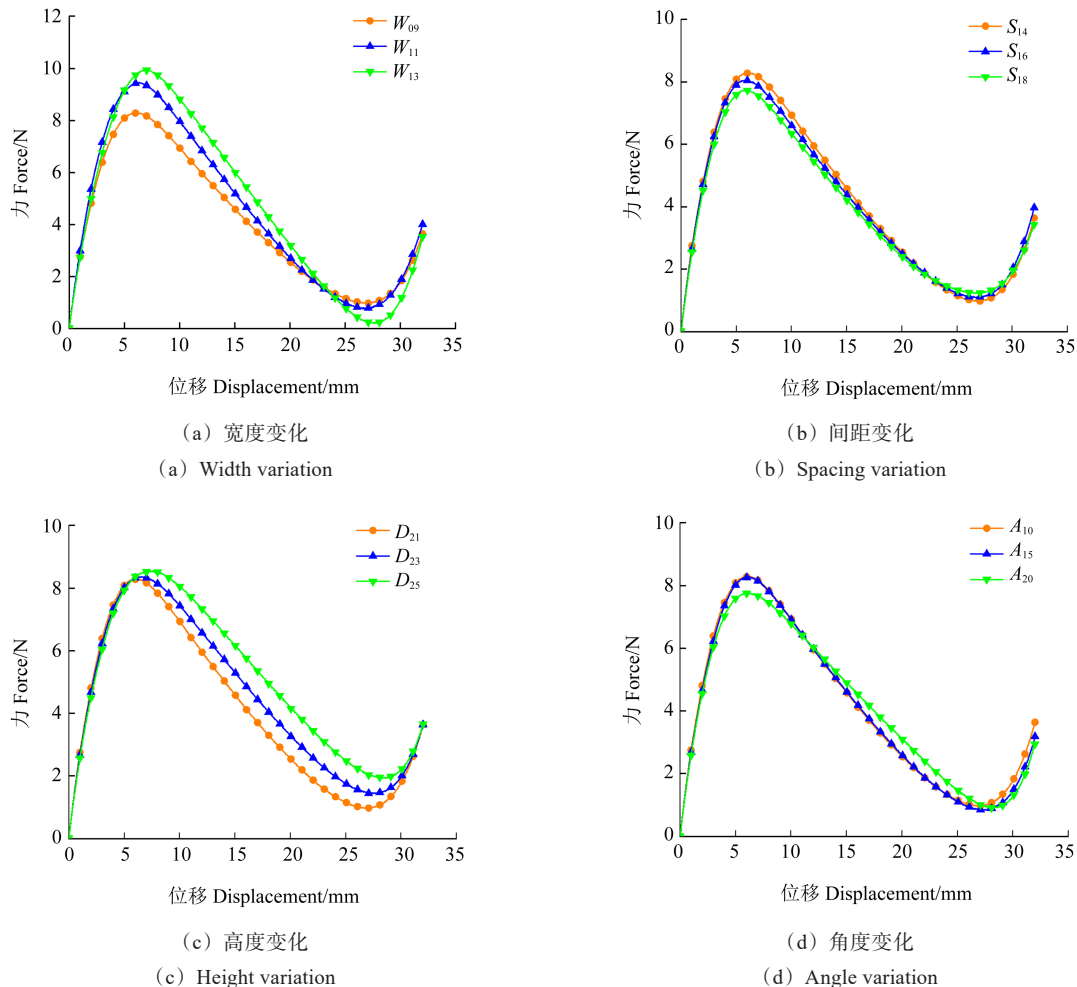 12
10
8
6
4
2
0
力 Force/N
W09
W11
W13
0 5 10 15 20 25 30 35
位移 Displacement/mm
（a）宽度变化
（a）Width variation
10
8
6
4
2
0
力 Force/N
S14
S16
S18
0 5 10 15 20 25 30 35
位移 Displacement/mm
（b）间距变化
（b）Spacing variation
10
8
6
4
2
0
力 Force/N
D21
D23
D25
0 5 10 15 20 25 30 35
位移 Displacement/mm
（c）高度变化
（c）Height variation
10
8
6
4
2
0
力 Force/N
A10
A15
A20
0 5 10 15 20 25 30 35
位移 Displacement/mm
（d）角度变化
（d）Angle variation